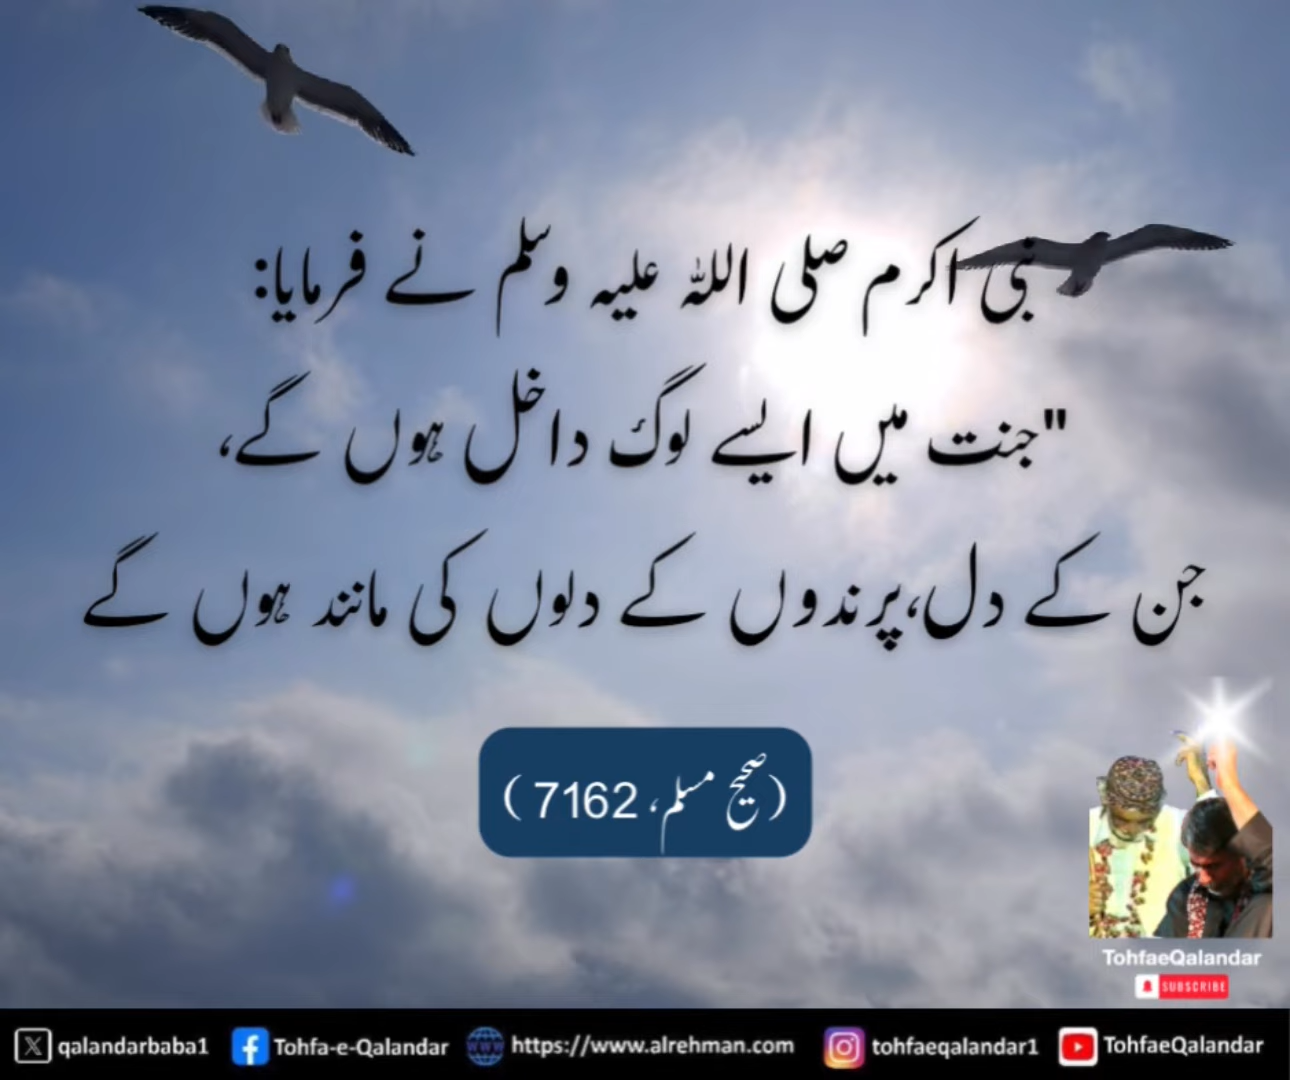 نبی اکرم صلی اللہ علیہ وسلم نے فرمایا:
"جنت میں ایسے لوگ داخل ہوں گے،
جن کے دل،پرندوں کے دلوں کی مانند ہوں گے
(صحیح مسلم، 7162 )
TohfaeQalandar
SUBSCRIBE
qalandarbaba1 Tohfa-e-Qalandar https://www.alrehman.com tohfaeqalandar1 TohfaeQalandar